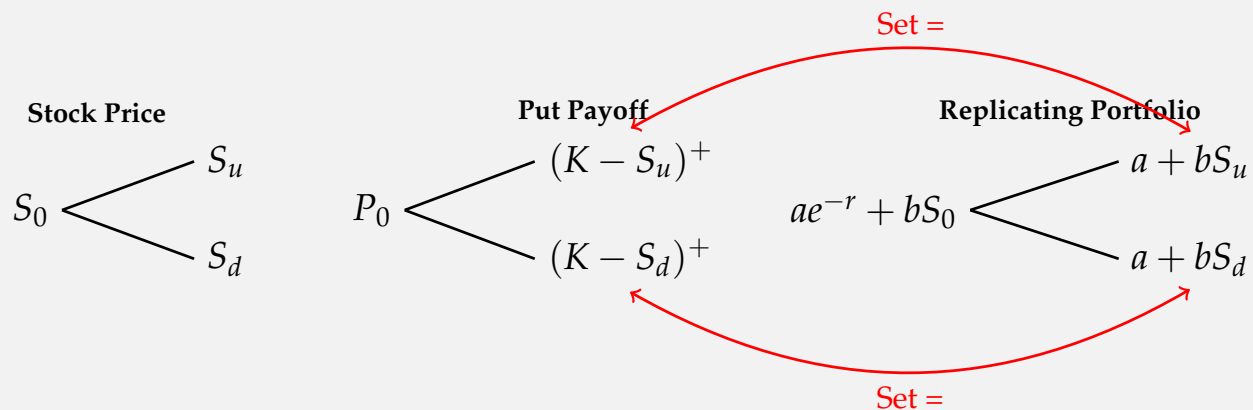 Set =
Stock Price
Put Payoff
Replicating Portfolio
$S_u$
$(K - S_u)^+$
$a + bS_u$
$S_0$
$P_0$
$ae^{-r} + bS_0$
$S_d$
$(K - S_d)^+$
$a + bS_d$
Set =